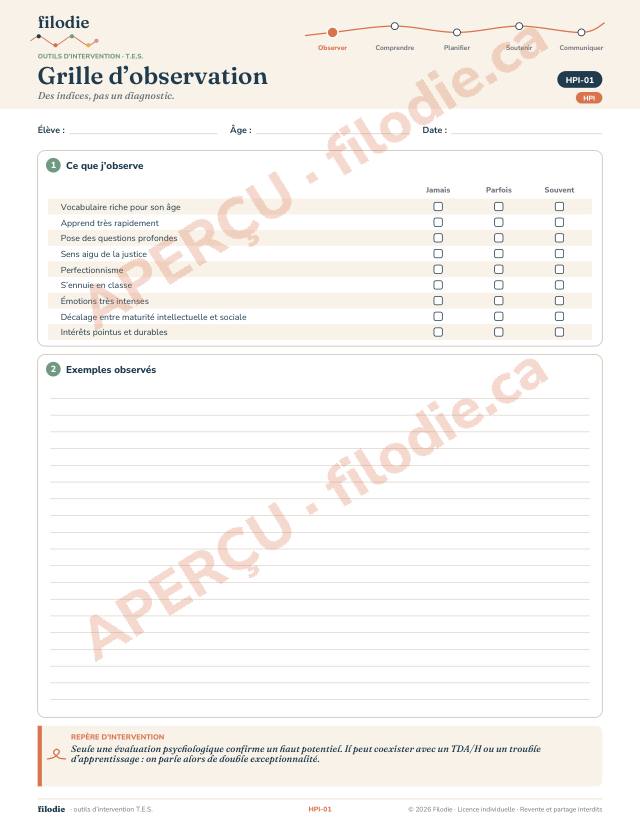 filodie
Observer Comprendre Planifier Soutenir Communiquer
OUTILS D'INTERVENTION · T.E.S.
Grille d'observation
HPI-01
Des indices, pas un diagnostic.
HPI
Élève : Âge : Date :
1 Ce que j'observe
Jamais Parfois Souvent
Vocabulaire riche pour son âge
Apprend très rapidement
Pose des questions profondes
Sens aigu de la justice
Perfectionnisme
S'ennuie en classe
Émotions très intenses
Décalage entre maturité intellectuelle et sociale
Intérêts pointus et durables
APERÇU · filodie.ca
2 Exemples observés
APERÇU · filodie.ca
REPÈRE D'INTERVENTION
Seule une évaluation psychologique confirme un haut potentiel. Il peut coexister avec un TDA/H ou un trouble
d'apprentissage : on parle alors de double exceptionnalité.
filodie · outils d'intervention T.E.S. HPI-01 © 2026 Filodie · Licence individuelle · Revente et partage interdits